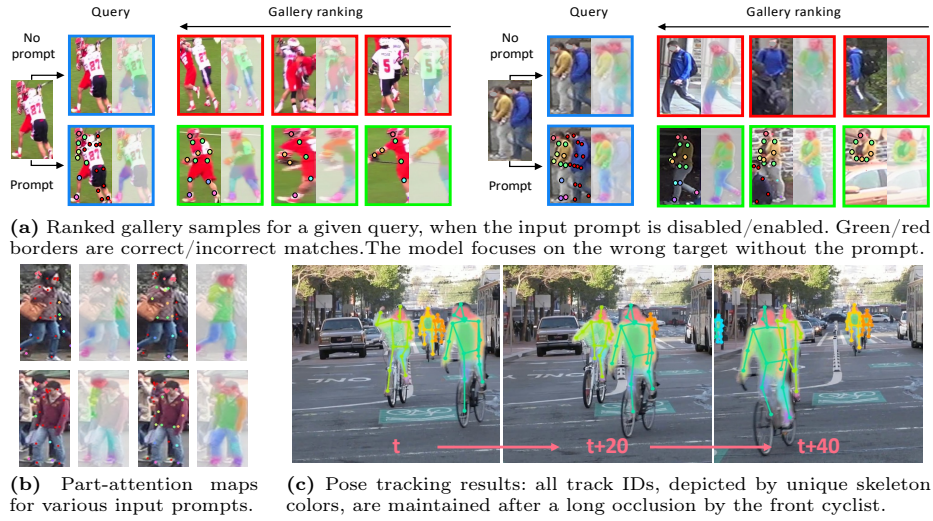 Query
Gallery ranking
Query
Gallery ranking
No
prompt
No
prompt
Prompt
Prompt
(a) Ranked gallery samples for a given query, when the input prompt is disabled/enabled. Green/red
borders are correct/incorrect matches.The model focuses on the wrong target without the prompt.
t
t+20
t+40
(b) Part-attention maps
for various input prompts.
(c) Pose tracking results: all track IDs, depicted by unique skeleton
colors, are maintained after a long occlusion by the front cyclist.